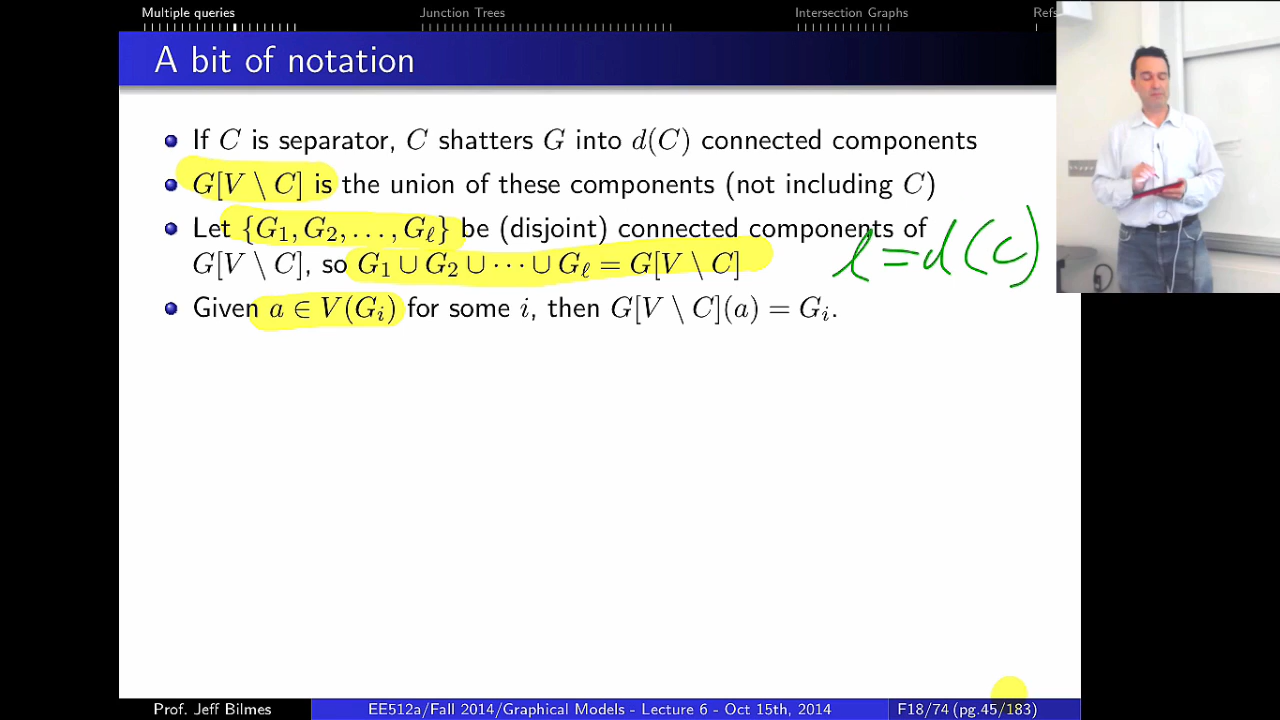 Multiple queries Junction Trees Intersection Graphs Refs
A bit of notation
If C is separator, C shatters G into d(C) connected components
G[V \ C] is the union of these components (not including C)
Let {G₁, G₂, . . . , Gℓ} be (disjoint) connected components of
G[V \ C], so G₁ ∪ G₂ ∪ · · · ∪ Gℓ = G[V \ C]
l = d(C)
Given a ∈ V(Gᵢ) for some i, then G[V \ C](a) = Gᵢ.
Prof. Jeff Bilmes EE512a/Fall 2014/Graphical Models - Lecture 6 - Oct 15th, 2014 F18/74 (pg.45/183)